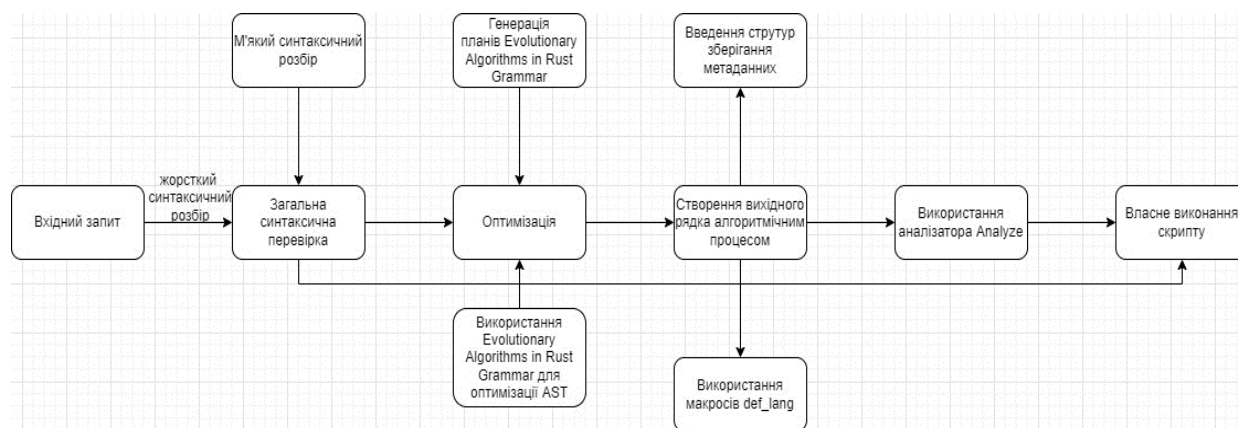 М'який синтаксичний
розбір
Генерація
планів Evolutionary
Algorithms in Rust
Grammar
Введення струтур
зберігання
метаданних
жорсткий
синтаксичний
розбір
Вхідний запит
Загальна
синтаксична
перевірка
Оптимізація
Створення вихідного
рядка алгоритмічним
процесом
Використання
аналізатора Analyze
Власне виконання
скрипту
Використання
Evolutionary
Algorithms in Rust
Grammar для
оптимізації AST
Використання
макросів def_lang